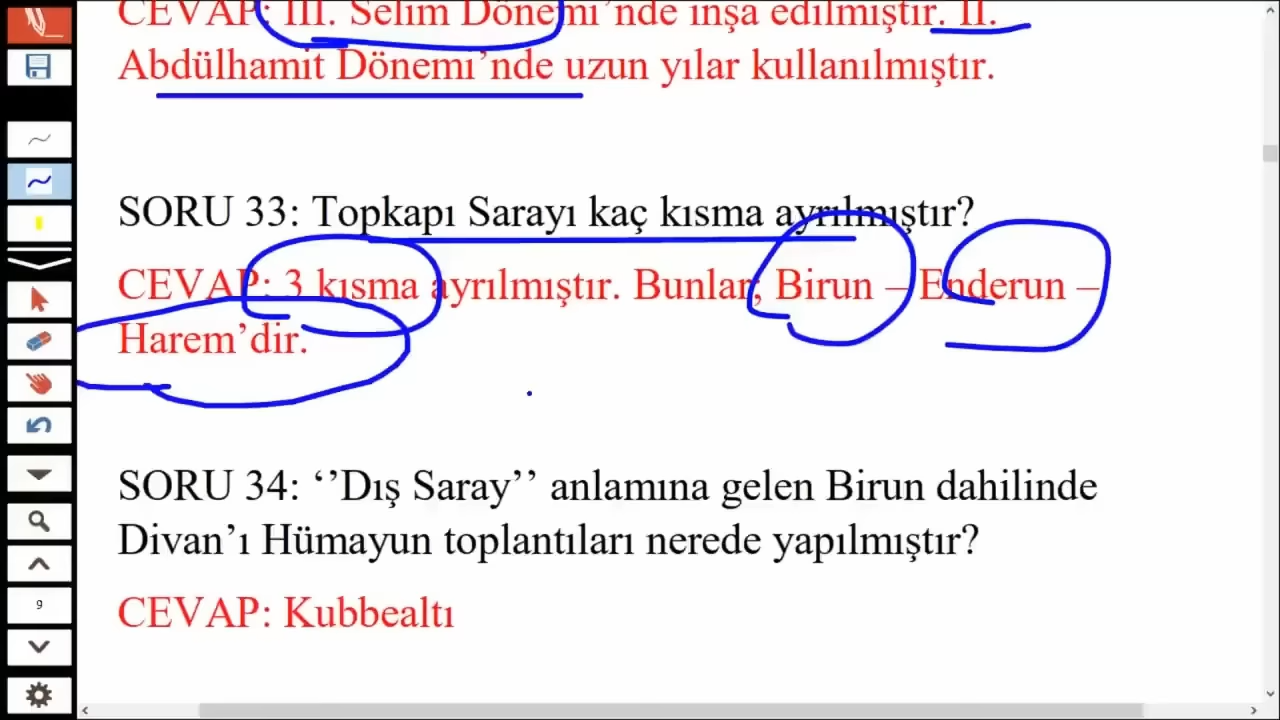 CEVAP: III. Selim Dönemi’nde inşa edilmiştir. II.
Abdülhamit Dönemi’nde uzun yılar kullanılmıştır.
SORU 33: Topkapı Sarayı kaç kısma ayrılmıştır?
CEVAP: 3 kısma ayrılmıştır. Bunlar; Birun – Enderun –
Harem’dir.
SORU 34: ‘’Dış Saray’’ anlamına gelen Birun dahilinde
Divan’ı Hümayun toplantıları nerede yapılmıştır?
CEVAP: Kubbealtı
9